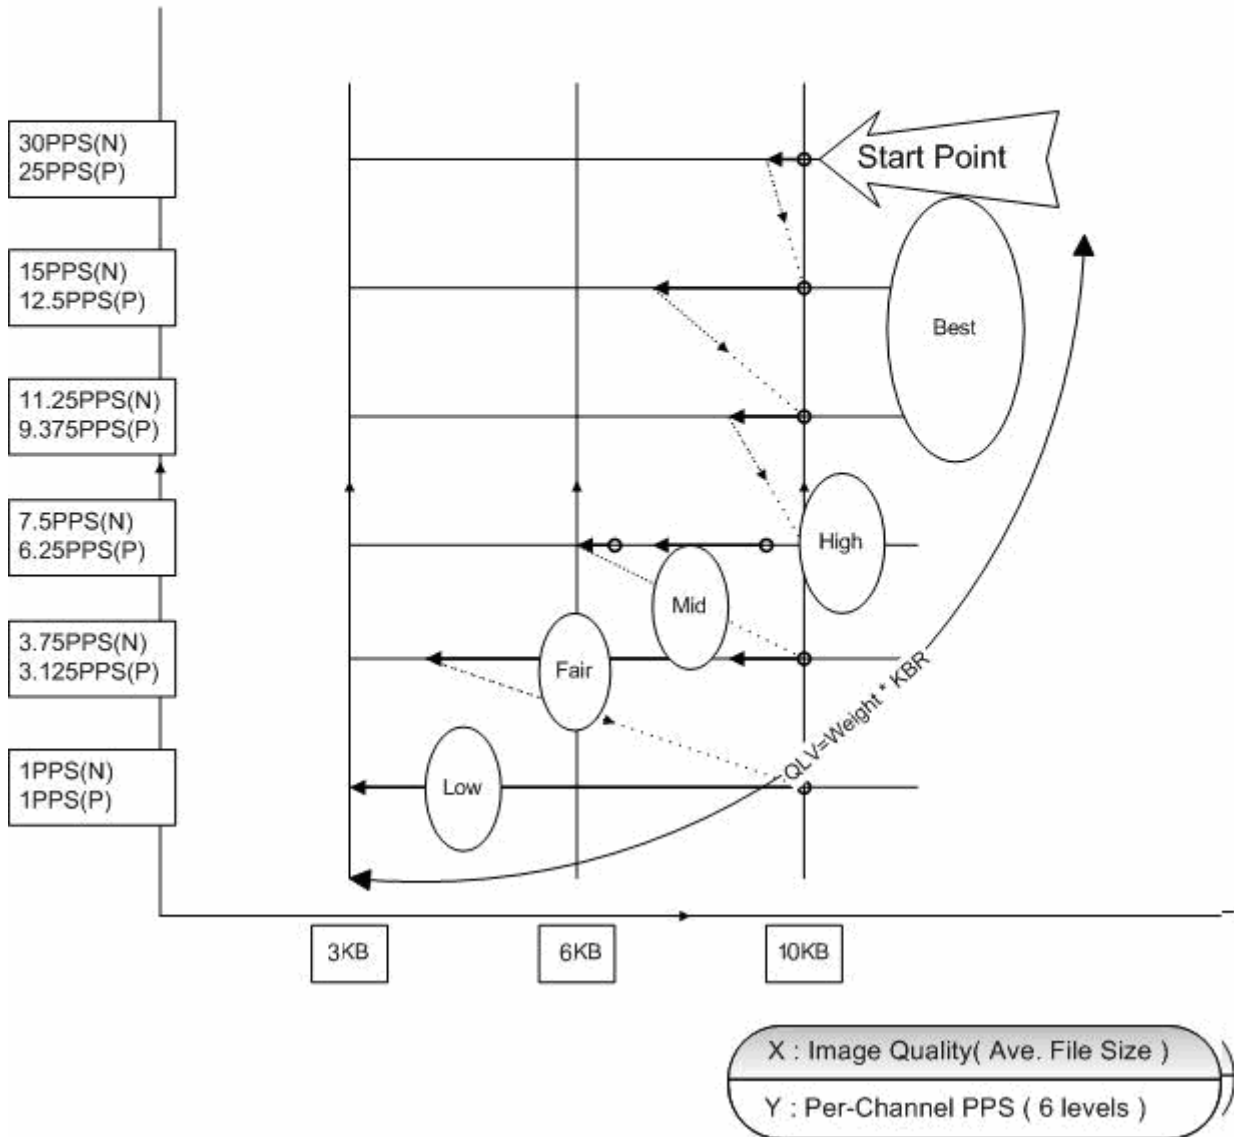 30PPS(N)
25PPS(P)
Start Point
15PPS(N)
12.5PPS(P)
Best
11.25PPS(N)
9.375PPS(P)
7.5PPS(N)
6.25PPS(P)
High
Mid
3.75PPS(N)
3.125PPS(P)
Fair
QLV=Weight * KBR
1PPS(N)
1PPS(P)
Low
3KB
6KB
10KB
X : Image Quality( Ave. File Size )
Y : Per-Channel PPS ( 6 levels )